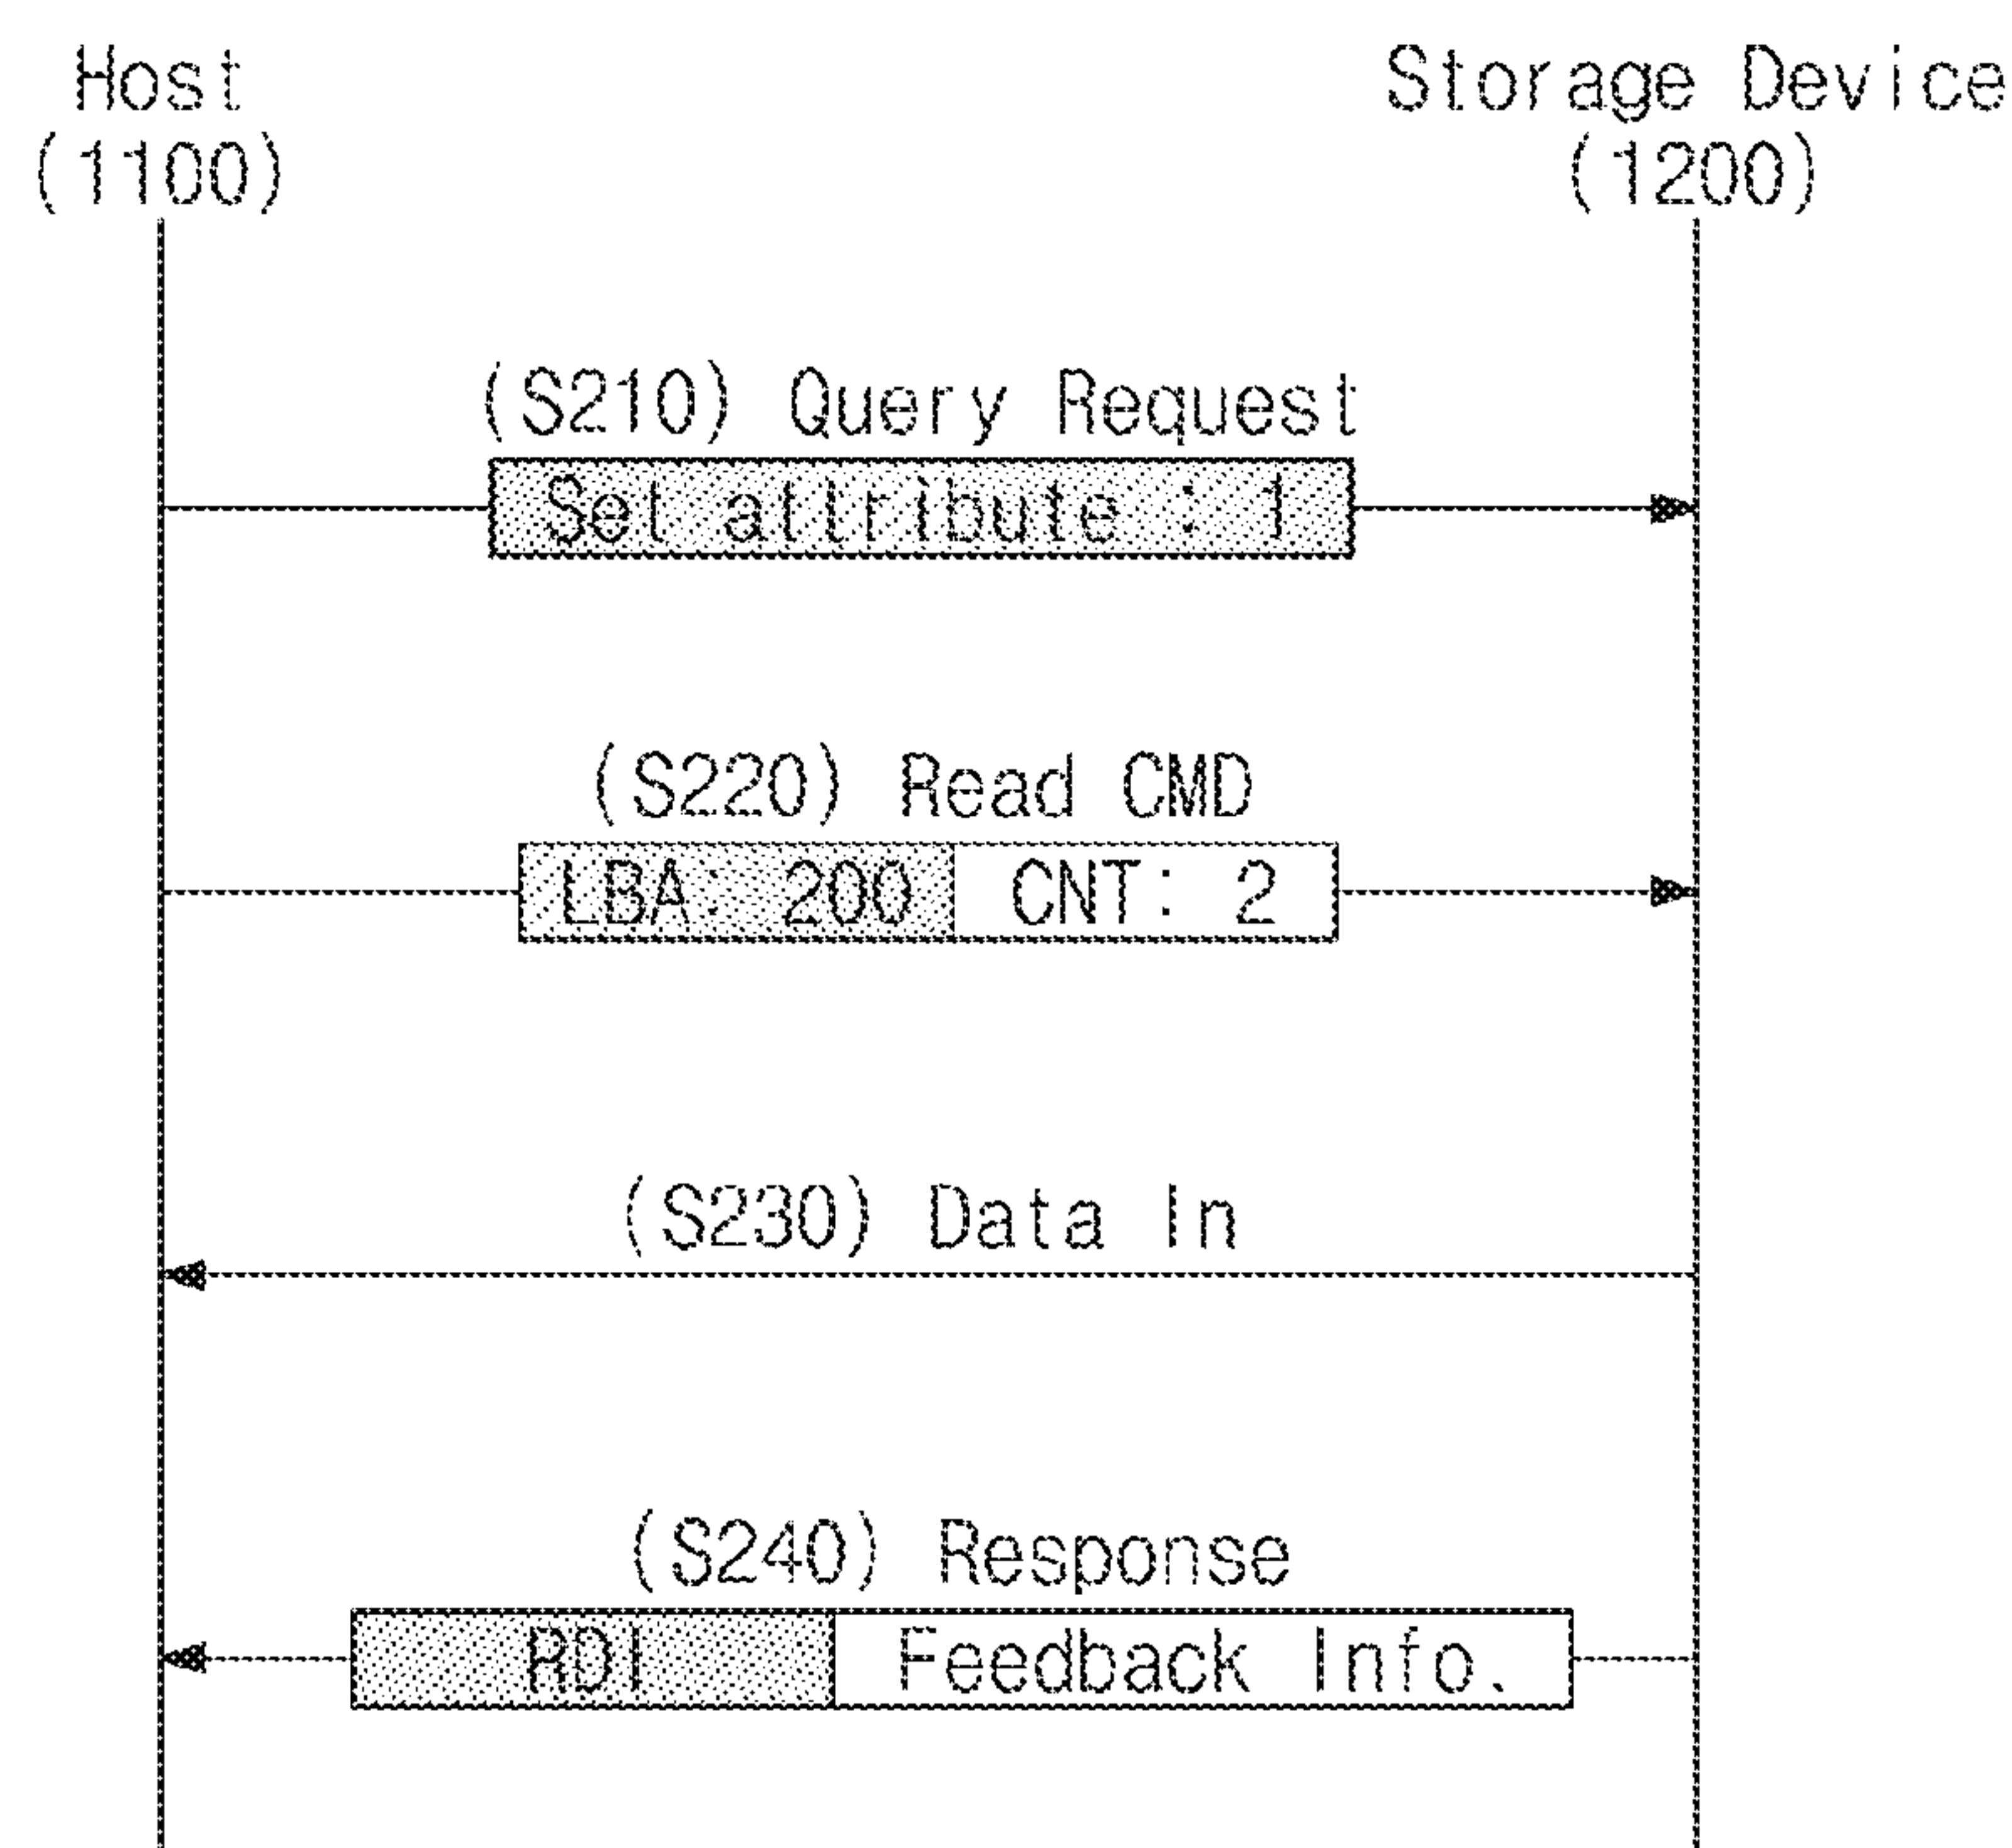 Host
(1100)
Storage Device
(1200)
(S210) Query Request
Set attribute : 1
(S220) Read CMD
LBA: 200 CNT: 2
(S230) Data In
(S240) Response
RDI Feedback Info.